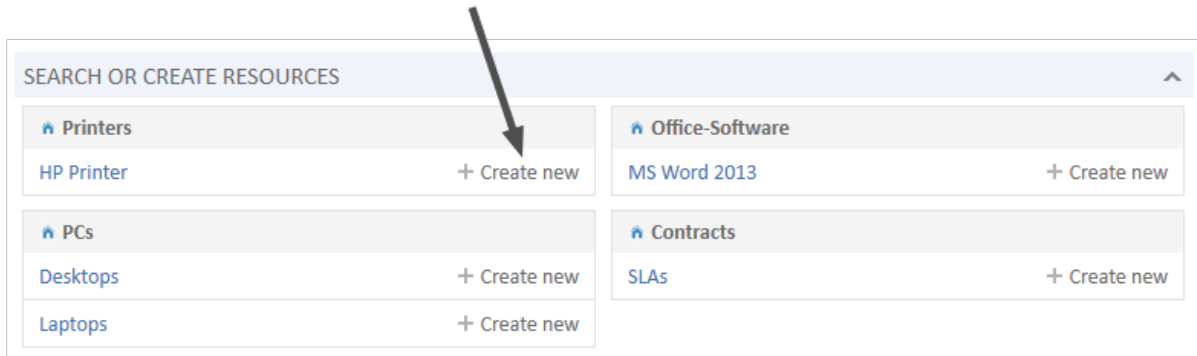 SEARCH OR CREATE RESOURCES
Printers
HP Printer + Create new
PCs
Desktops + Create new
Laptops + Create new
Office-Software
MS Word 2013 + Create new
Contracts
SLAs + Create new